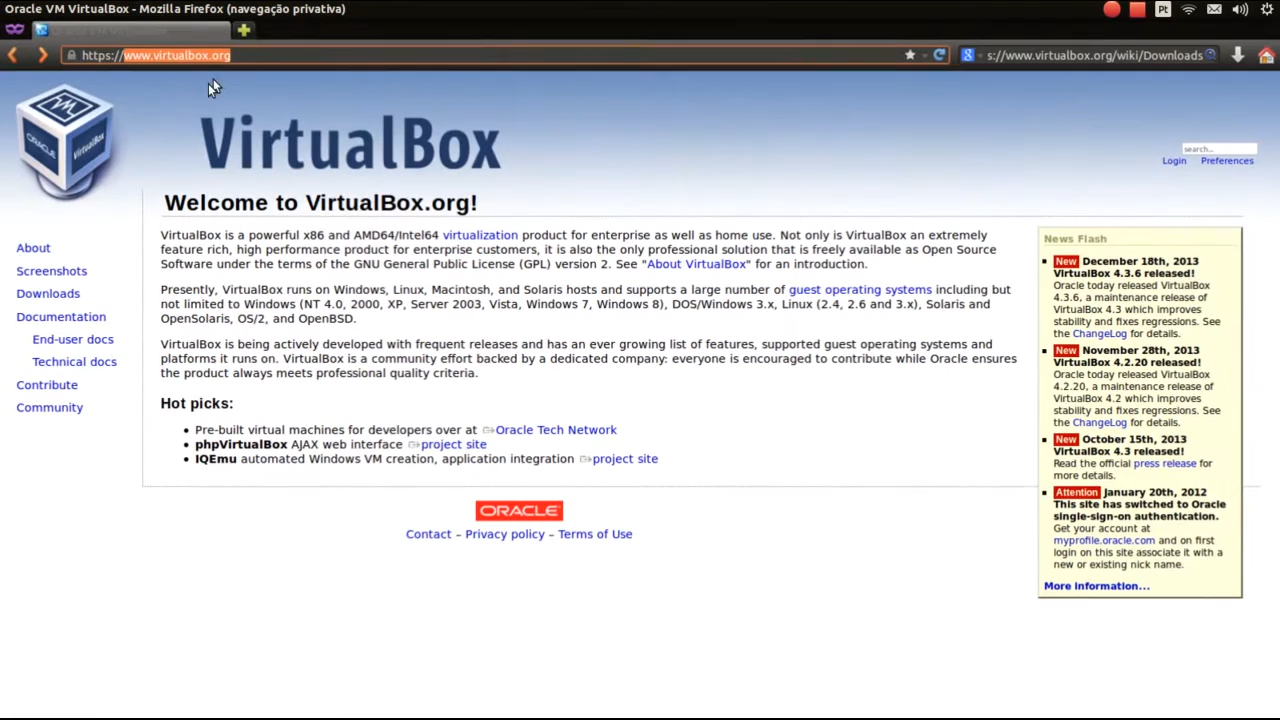 Oracle VM VirtualBox - Mozilla Firefox (navegação privativa)
Pt
https://www.virtualbox.org
s://www.virtualbox.org/wiki/Downloads
ORACLE
VirtualBox
VirtualBox
search...
Login Preferences
Welcome to VirtualBox.org!
About
Screenshots
Downloads
Documentation
End-user docs
Technical docs
Contribute
Community
VirtualBox is a powerful x86 and AMD64/Intel64 virtualization product for enterprise as well as home use. Not only is VirtualBox an extremely
feature rich, high performance product for enterprise customers, it is also the only professional solution that is freely available as Open Source
Software under the terms of the GNU General Public License (GPL) version 2. See "About VirtualBox" for an introduction.
Presently, VirtualBox runs on Windows, Linux, Macintosh, and Solaris hosts and supports a large number of guest operating systems including but
not limited to Windows (NT 4.0, 2000, XP, Server 2003, Vista, Windows 7, Windows 8), DOS/Windows 3.x, Linux (2.4, 2.6 and 3.x), Solaris and
OpenSolaris, OS/2, and OpenBSD.
VirtualBox is being actively developed with frequent releases and has an ever growing list of features, supported guest operating systems and
platforms it runs on. VirtualBox is a community effort backed by a dedicated company: everyone is encouraged to contribute while Oracle ensures
the product always meets professional quality criteria.
Hot picks:
• Pre-built virtual machines for developers over at Oracle Tech Network
• phpVirtualBox AJAX web interface project site
• IQEmu automated Windows VM creation, application integration project site
News Flash
New December 18th, 2013
VirtualBox 4.3.6 released!
Oracle today released VirtualBox
4.3.6, a maintenance release of
VirtualBox 4.3 which improves
stability and fixes regressions. See
the ChangeLog for details.
New November 28th, 2013
VirtualBox 4.2.20 released!
Oracle today released VirtualBox
4.2.20, a maintenance release of
VirtualBox 4.2 which improves
stability and fixes regressions. See
the ChangeLog for details.
New October 15th, 2013
VirtualBox 4.3 released!
Read the official press release for
more details.
Attention January 20th, 2012
This site has switched to Oracle
single-sign-on authentication.
Get your account at
myprofile.oracle.com and on first
login on this site associate it with a
new or existing nick name.
More information...
ORACLE
Contact – Privacy policy – Terms of Use